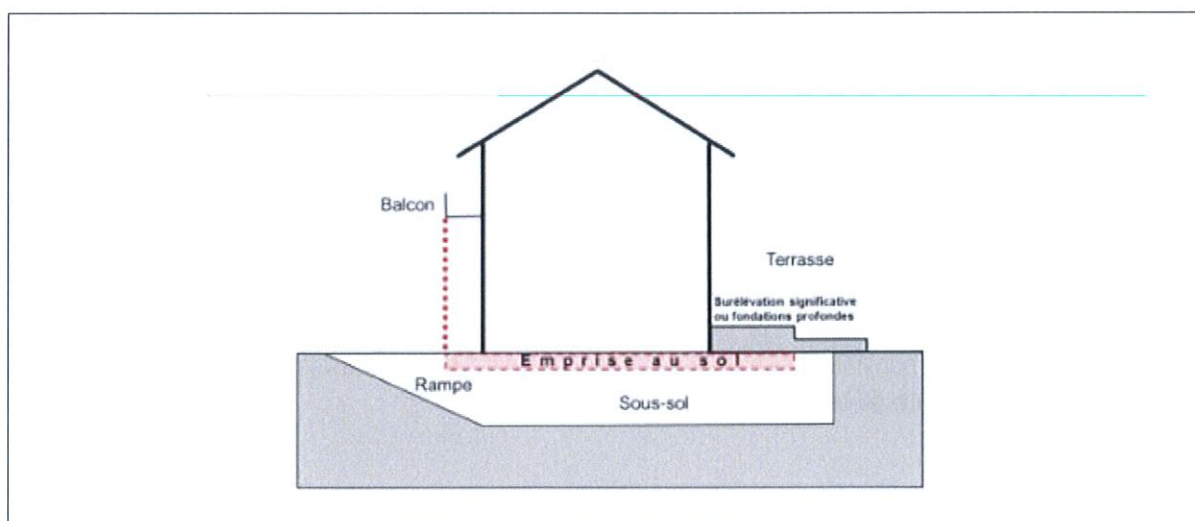 Balcon
Terrasse
Surélévation significative
ou fondations profondes
Emprise au sol
Rampe
Sous-sol